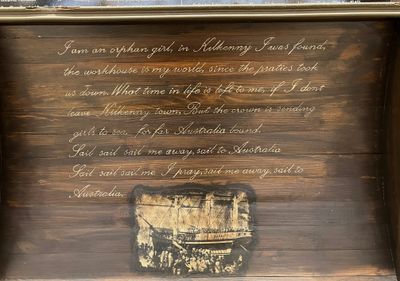 I am an orphan girl, in Kilkenny I was found,
the workhouse is my world, since the praties took
us down. What time in life is left to me, if I don't
leave Kilkenny town. But the crown is sending
girls to sea, for far Australia bound.
Sail sail sail me away, sail to Australia
Sail sail sail me I pray, sail me away, sail to
Australia.